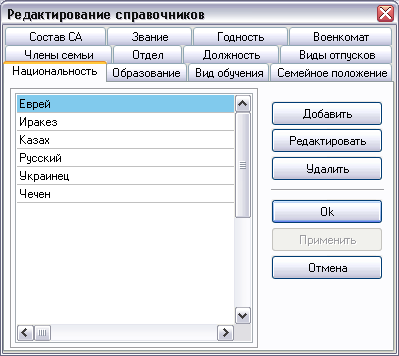 Редактирование справочников
Состав СА Звание Годность Военкомат
Члены семьи Отдел Должность Виды отпусков
Национальность Образование Вид обучения Семейное положение
Еврей
Иракез
Казах
Русский
Украинец
Чечен
Добавить
Редактировать
Удалить
Ok
Применить
Отмена